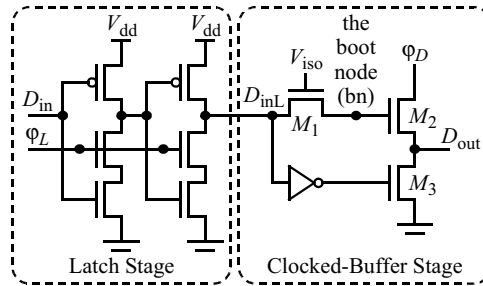 V_dd V_dd
the
boot
node
(bn)
V_iso
φ_D
D_in
D_inL
M_1
M_2
φ_L
D_out
M_3
Latch Stage
Clocked-Buffer Stage